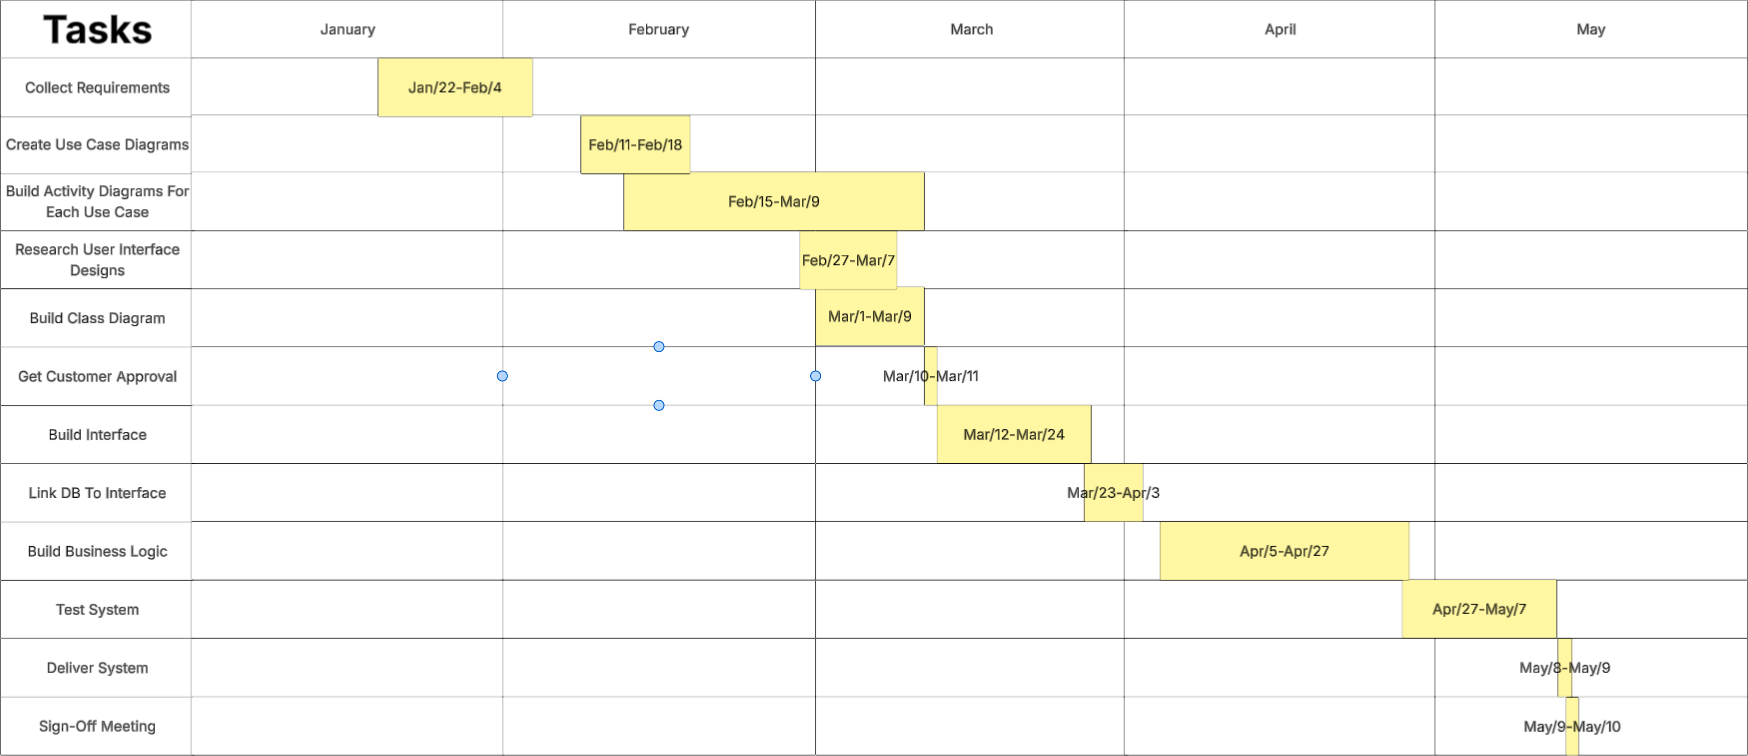 Tasks
January
February
March
April
May
Collect Requirements
Jan/22-Feb/4
Create Use Case Diagrams
Feb/11-Feb/18
Build Activity Diagrams For
Each Use Case
Feb/15-Mar/9
Research User Interface
Designs
Feb/27-Mar/7
Build Class Diagram
Mar/1-Mar/9
Get Customer Approval
Mar/10-Mar/11
Build Interface
Mar/12-Mar/24
Link DB To Interface
Mar/23-Apr/3
Build Business Logic
Apr/5-Apr/27
Test System
Apr/27-May/7
Deliver System
May/8-May/9
Sign-Off Meeting
May/9-May/10